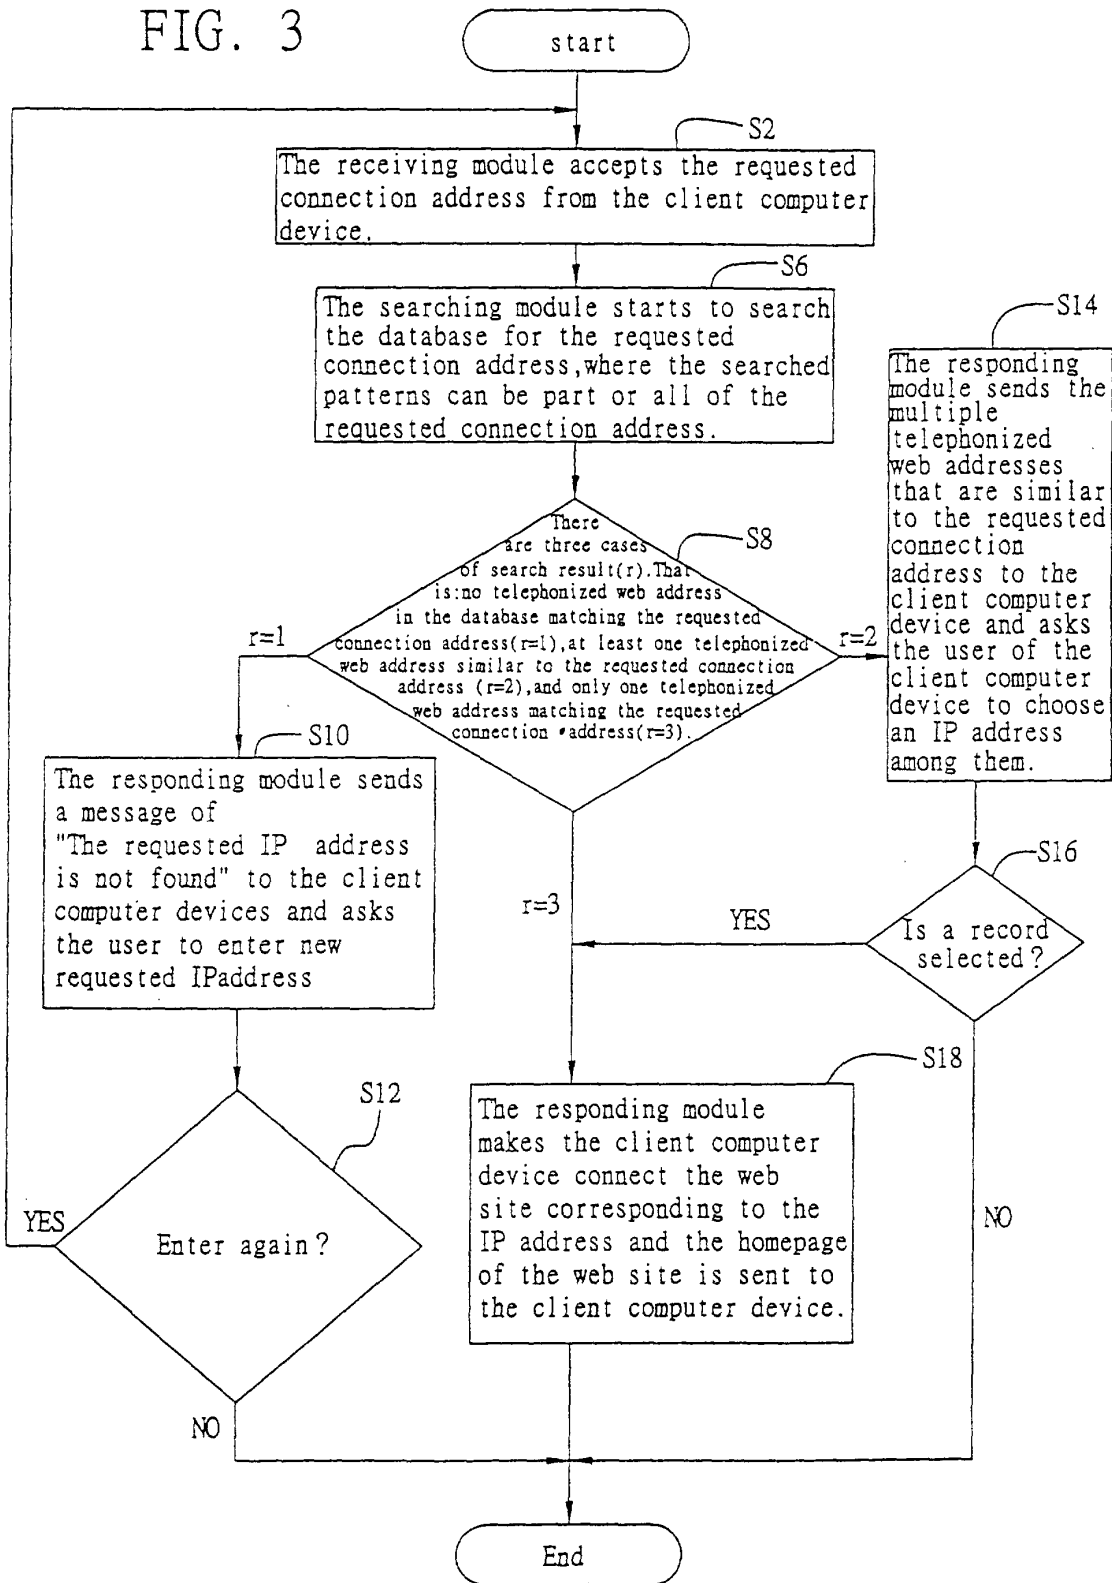 FIG. 3
start
S2
The receiving module accepts the requested
connection address from the client computer
device.
S6
The searching module starts to search
the database for the requested
connection address,where the searched
patterns can be part or all of the
requested connection address.
S8
There
are three cases
of search result(r).That
is:no telephonized web address
in the database matching the requested
connection address(r=1),at least one telephonized
web address similar to the requested connection
address (r=2),and only one telephonized
web address matching the requested
connection address(r=3).
r=1
r=2
r=3
S14
The responding
module sends the
multiple
telephonized
web addresses
that are similar
to the requested
connection
address to the
client computer
device and asks
the user of the
client computer
device to choose
an IP address
among them.
S10
The responding module sends
a message of
"The requested IP address
is not found" to the client
computer devices and asks
the user to enter new
requested IPaddress
S16
Is a record
selected?
YES
NO
S12
Enter again?
YES
NO
S18
The responding module
makes the client computer
device connect the web
site corresponding to the
IP address and the homepage
of the web site is sent to
the client computer device.
End